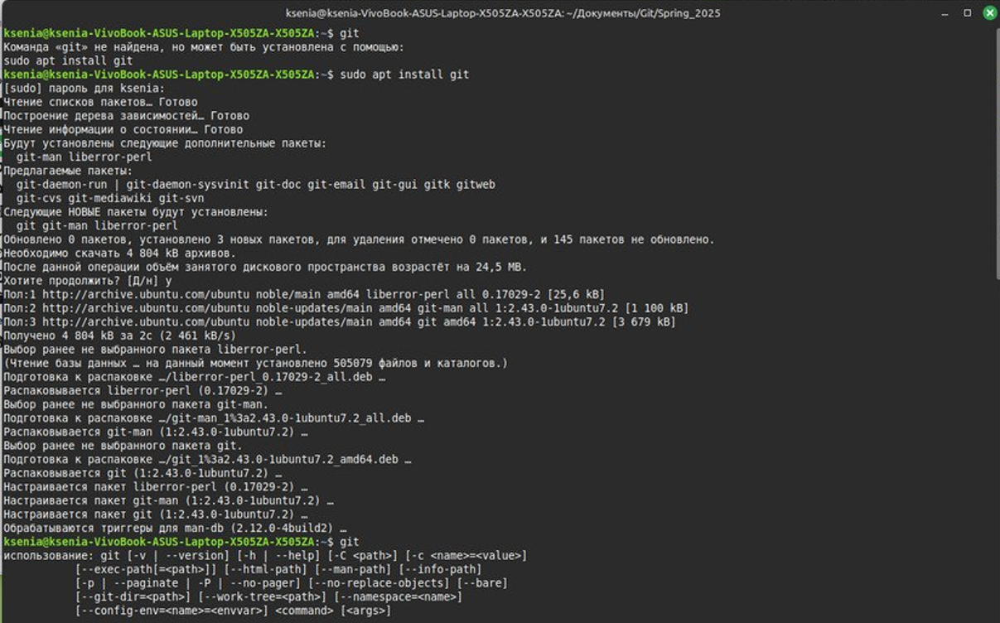 ksenia@ksenia-VivoBook-ASUS-Laptop-X505ZA-X505ZA: ~/Документы/Git/Spring_2025
ksenia@ksenia-VivoBook-ASUS-Laptop-X505ZA-X505ZA:~$ git
Команда «git» не найдена, но может быть установлена с помощью:
sudo apt install git
ksenia@ksenia-VivoBook-ASUS-Laptop-X505ZA-X505ZA:~$ sudo apt install git
[sudo] пароль для ksenia:
Чтение списков пакетов… Готово
Построение дерева зависимостей… Готово
Чтение информации о состоянии… Готово
Будут установлены следующие дополнительные пакеты:
  git-man liberror-perl
Предлагаемые пакеты:
  git-daemon-run | git-daemon-sysvinit git-doc git-email git-gui gitk gitweb
  git-cvs git-mediawiki git-svn
Следующие НОВЫЕ пакеты будут установлены:
  git git-man liberror-perl
Обновлено 0 пакетов, установлено 3 новых пакетов, для удаления отмечено 0 пакетов, и 145 пакетов не обновлено.
Необходимо скачать 4 804 kB архивов.
После данной операции объём занятого дискового пространства возрастёт на 24,5 MB.
Хотите продолжить? [Д/н] y
Пол:1 http://archive.ubuntu.com/ubuntu noble/main amd64 liberror-perl all 0.17029-2 [25,6 kB]
Пол:2 http://archive.ubuntu.com/ubuntu noble-updates/main amd64 git-man all 1:2.43.0-1ubuntu7.2 [1 100 kB]
Пол:3 http://archive.ubuntu.com/ubuntu noble-updates/main amd64 git amd64 1:2.43.0-1ubuntu7.2 [3 679 kB]
Получено 4 804 kB за 2с (2 461 kB/s)
Выбор ранее не выбранного пакета liberror-perl.
(Чтение базы данных … на данный момент установлено 505079 файлов и каталогов.)
Подготовка к распаковке …/liberror-perl_0.17029-2_all.deb …
Распаковывается liberror-perl (0.17029-2) …
Выбор ранее не выбранного пакета git-man.
Подготовка к распаковке …/git-man_1%3a2.43.0-1ubuntu7.2_all.deb …
Распаковывается git-man (1:2.43.0-1ubuntu7.2) …
Выбор ранее не выбранного пакета git.
Подготовка к распаковке …/git_1%3a2.43.0-1ubuntu7.2_amd64.deb …
Распаковывается git (1:2.43.0-1ubuntu7.2) …
Настраивается пакет liberror-perl (0.17029-2) …
Настраивается пакет git-man (1:2.43.0-1ubuntu7.2) …
Настраивается пакет git (1:2.43.0-1ubuntu7.2) …
Обрабатываются триггеры для man-db (2.12.0-4build2) …
ksenia@ksenia-VivoBook-ASUS-Laptop-X505ZA-X505ZA:~$ git
использование: git [-v | --version] [-h | --help] [-C <path>] [-c <name>=<value>]
           [--exec-path[=<path>]] [--html-path] [--man-path] [--info-path]
           [-p | --paginate | -P | --no-pager] [--no-replace-objects] [--bare]
           [--git-dir=<path>] [--work-tree=<path>] [--namespace=<name>]
           [--config-env=<name>=<envvar>] <command> [<args>]